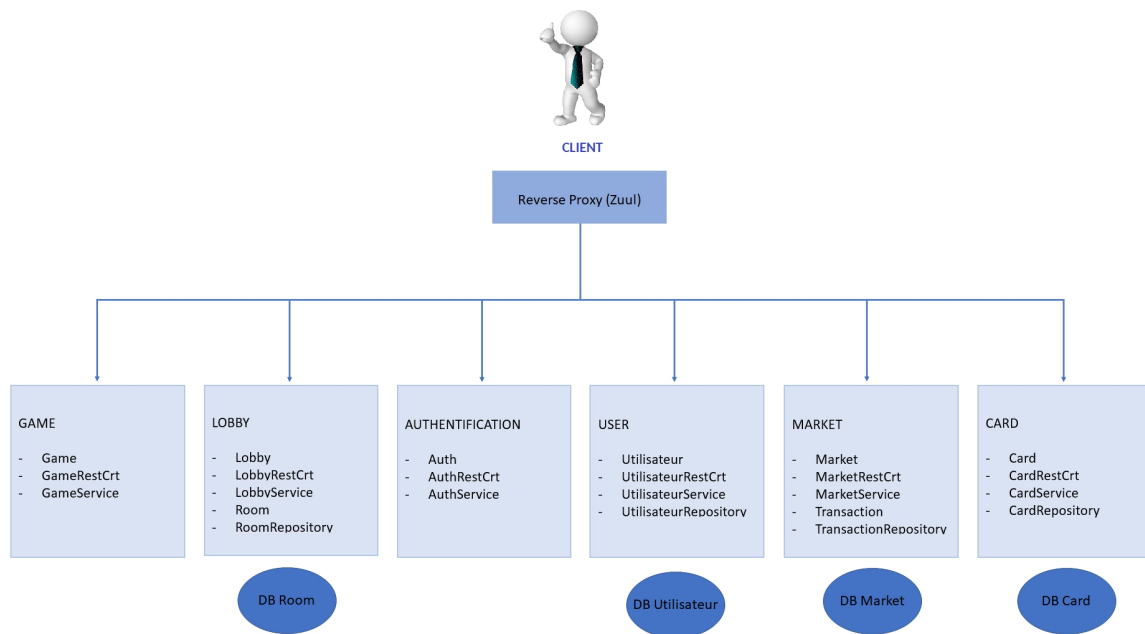 CLIENT
Reverse Proxy (Zuul)
GAME
- Game
- GameRestCrt
- GameService
LOBBY
- Lobby
- LobbyRestCrt
- LobbyService
- Room
- RoomRepository
AUTHENTIFICATION
- Auth
- AuthRestCrt
- AuthService
USER
- Utilisateur
- UtilisateurRestCrt
- UtilisateurService
- UtilisateurRepository
MARKET
- Market
- MarketRestCrt
- MarketService
- Transaction
- TransactionRepository
CARD
- Card
- CardRestCrt
- CardService
- CardRepository
DB Room
DB Utilisateur
DB Market
DB Card